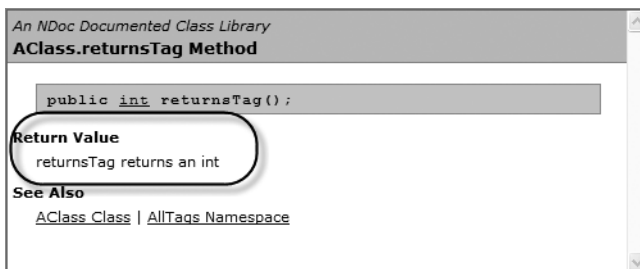 An NDoc Documented Class Library
AClass.returnsTag Method
public int returnsTag();
Return Value
returnsTag returns an int
See Also
AClass Class | AllTags Namespace